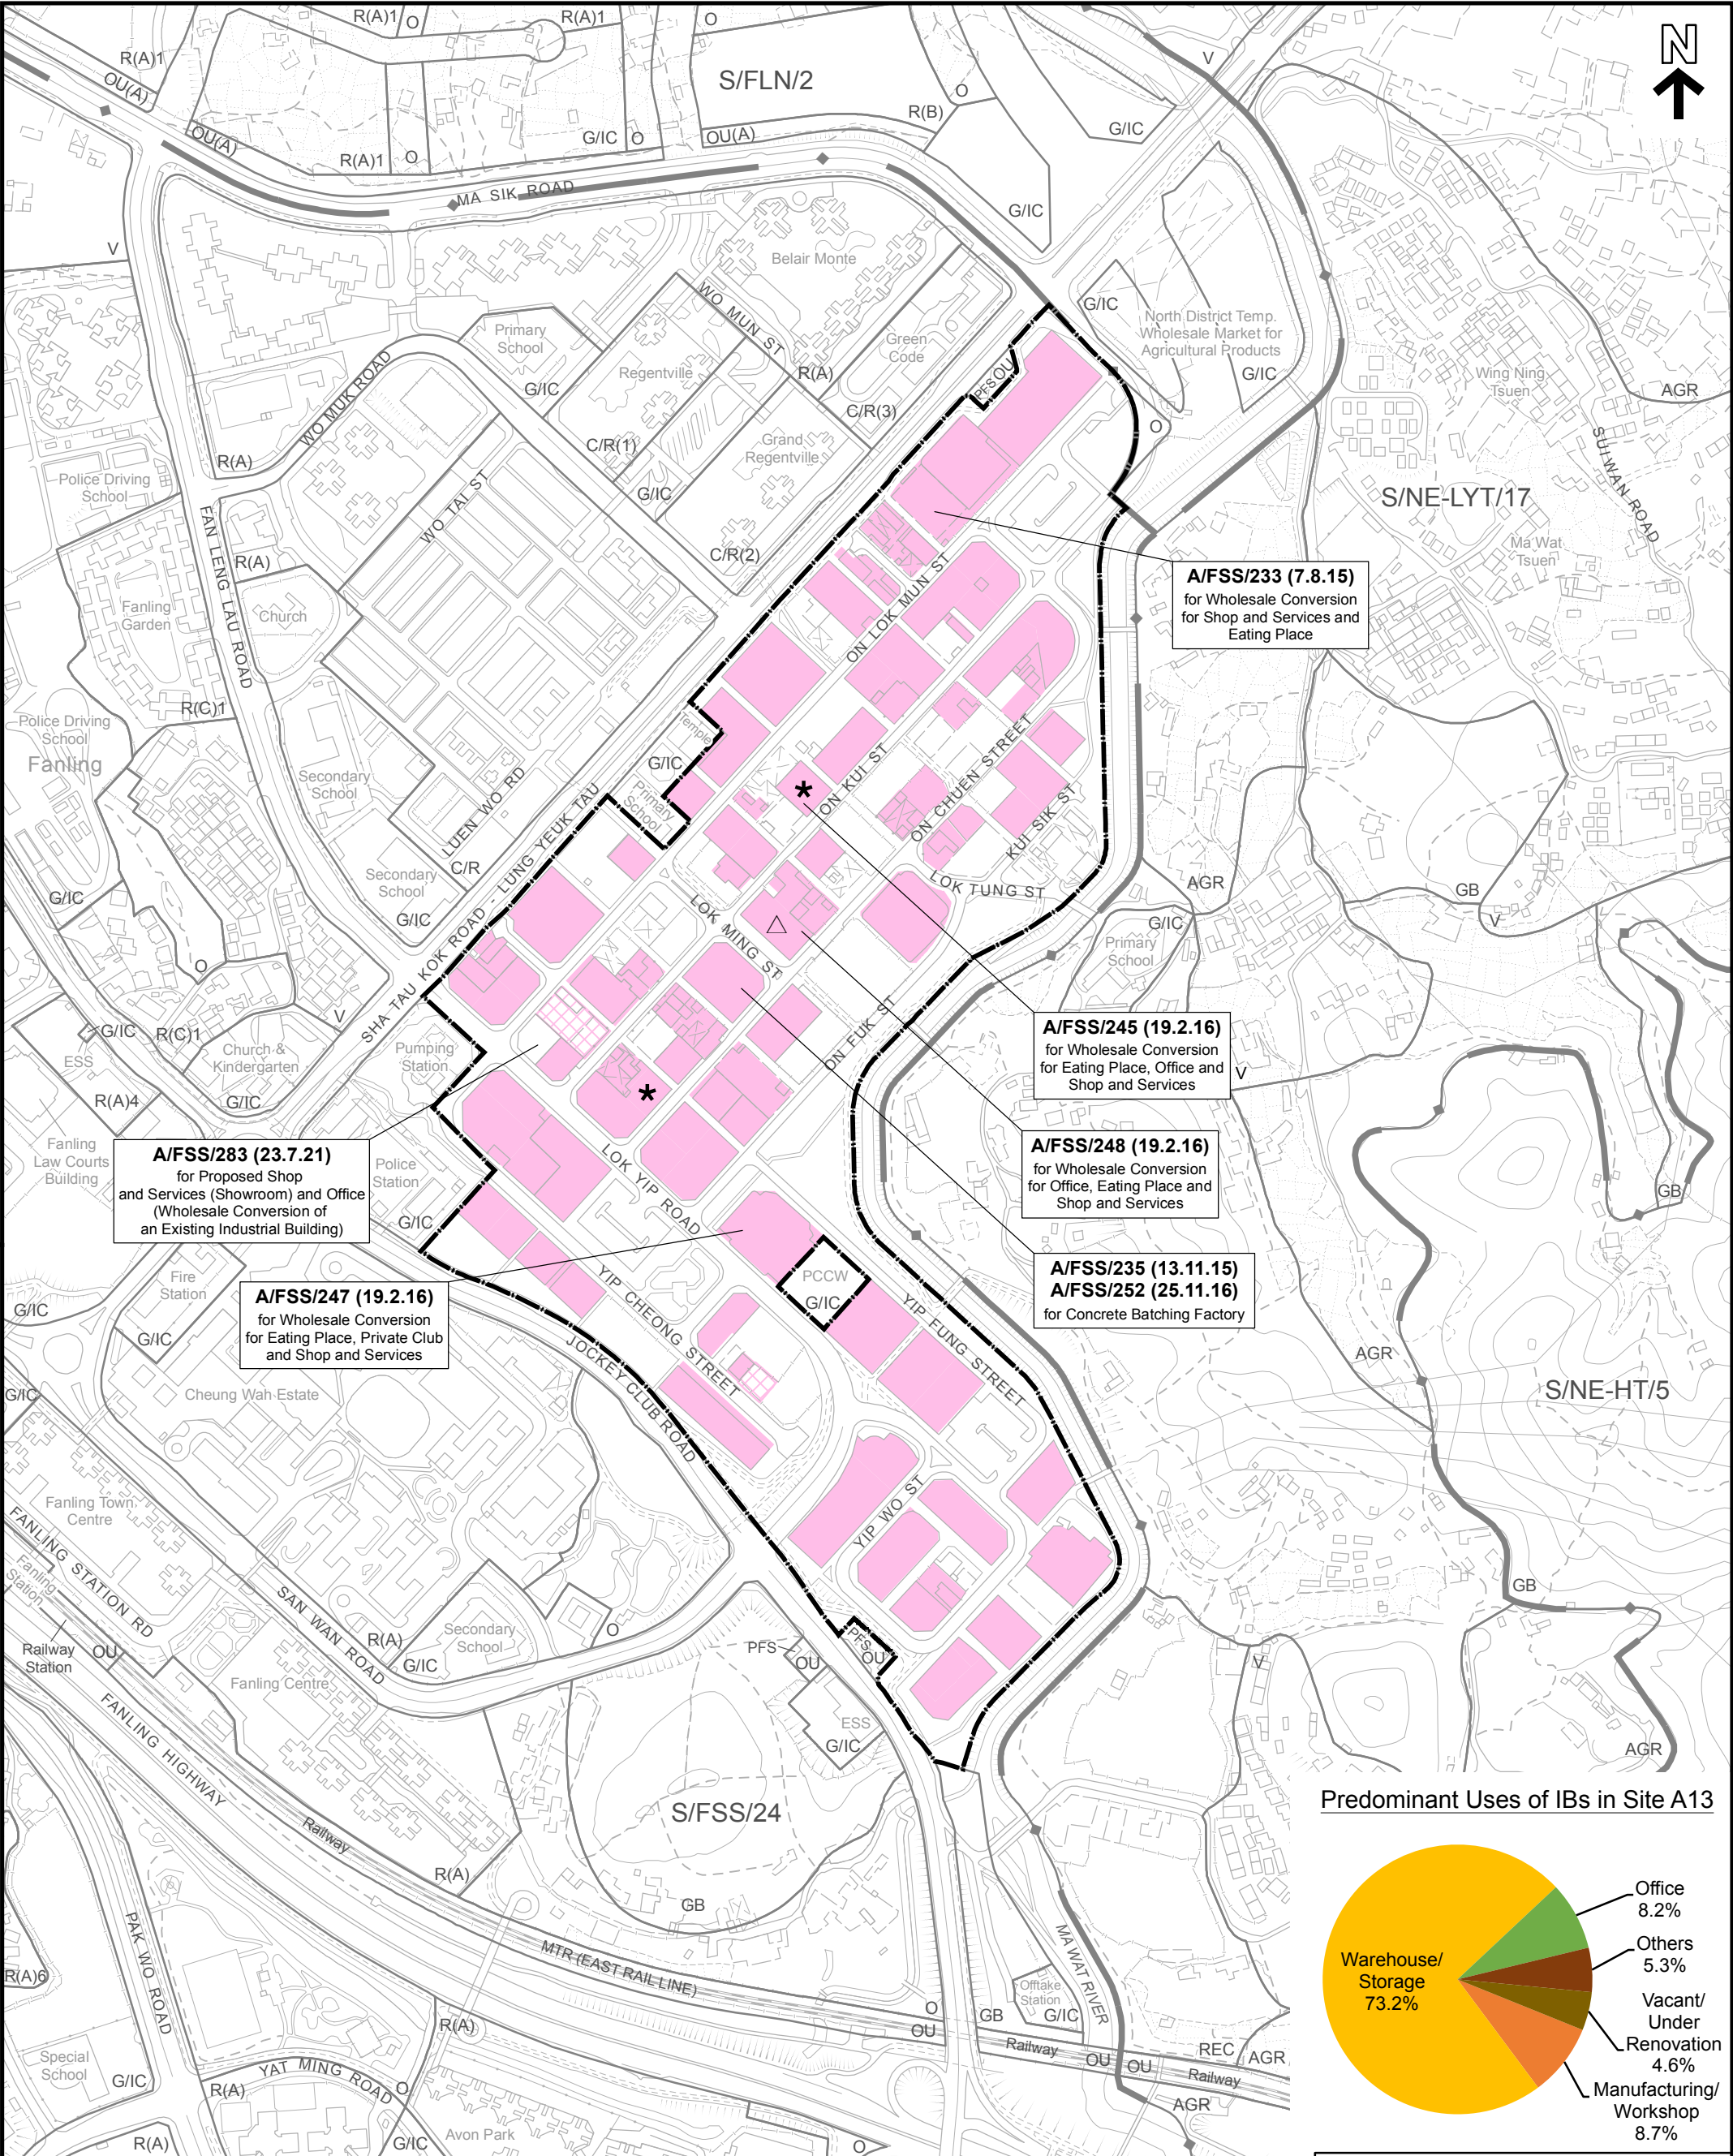 R(A)1
O
R(A)1
O
N
R(A)1
OU(A)
S/FLN/2
V
O
R(B)
OU(A)
R(A)1
O
G/IC
O
OU(A)
G/IC
MA SIK ROAD
G/IC
V
Belair Monte
WO MUN ST
G/IC
North District Temp.
Wholesale Market for
Agricultural Products
G/IC
Primary
School
G/IC
Regentville
Green
Code
R(A)
C/R(3)
PFS OU
Wing Ning
Tsuen
AGR
WO MUK ROAD
R(A)
C/R(1)
Grand
Regentville
G/IC
O
SUI WAN ROAD
Police Driving
School
WO TAI ST
S/NE-LYT/17
FAN LENG LAU ROAD
R(A)
C/R(2)
Ma Wat
Tsuen
Fanling
Garden
Church
ON LOK MUN ST
A/FSS/233 (7.8.15)
for Wholesale Conversion
for Shop and Services and
Eating Place
R(C)1
Police Driving
School
Fanling
Temple
G/IC
Secondary
School
Primary
School
LUEN WO RD
ON KUI ST
ON CHUEN STREET
KUI SIK ST
*
C/R
Secondary
School
G/IC
G/IC
SHA TAU KOK ROAD - LUNG YEUK TAU
LOK MING ST
LOK TUNG ST
AGR
GB
V
G/IC
Primary
School
O
V
G/IC
ESS
R(C)1
Church &
Kindergarten
Pumping
Station
ON FUK ST
A/FSS/245 (19.2.16)
for Wholesale Conversion
for Eating Place, Office and
Shop and Services
V
R(A)4
G/IC
*
Fanling
Law Courts
Building
A/FSS/283 (23.7.21)
for Proposed Shop
and Services (Showroom) and Office
(Wholesale Conversion of
an Existing Industrial Building)
Police
Station
G/IC
LOK YIP ROAD
A/FSS/248 (19.2.16)
for Wholesale Conversion
for Office, Eating Place and
Shop and Services
GB
Fire
Station
G/IC
G/IC
A/FSS/247 (19.2.16)
for Wholesale Conversion
for Eating Place, Private Club
and Shop and Services
PCCW
G/IC
A/FSS/235 (13.11.15)
A/FSS/252 (25.11.16)
for Concrete Batching Factory
YIP CHEONG STREET
YIP FUNG STREET
JOCKEY CLUB ROAD
AGR
G/IC
Cheung Wah Estate
S/NE-HT/5
Fanling Town
Centre
FANLING STATION RD
Fanling
Station
YIP WO ST
GB
SAN WAN ROAD
O
Secondary
School
R(A)
G/IC
Railway
Station
OU
Fanling Centre
PFS
OU
PFS
OU
V
ESS
G/IC
FANLING HIGHWAY
Railway
AGR
S/FSS/24
Predominant Uses of IBs in Site A13
R(A)
GB
Office
8.2%
Others
5.3%
Warehouse/
Storage
73.2%
Vacant/
Under
Renovation
4.6%
Manufacturing/
Workshop
8.7%
PAK WO ROAD
MTR (EAST RAIL LINE)
MA WAT RIVER
R(A)6
Offtake
Station
G/IC
O
OU
GB
R(A)
Railway
OU
OU
REC
AGR
Railway
AGR
Special
School
G/IC
R(A)
YAT MING ROAD
O
R(A)
G/IC
Avon Park
O